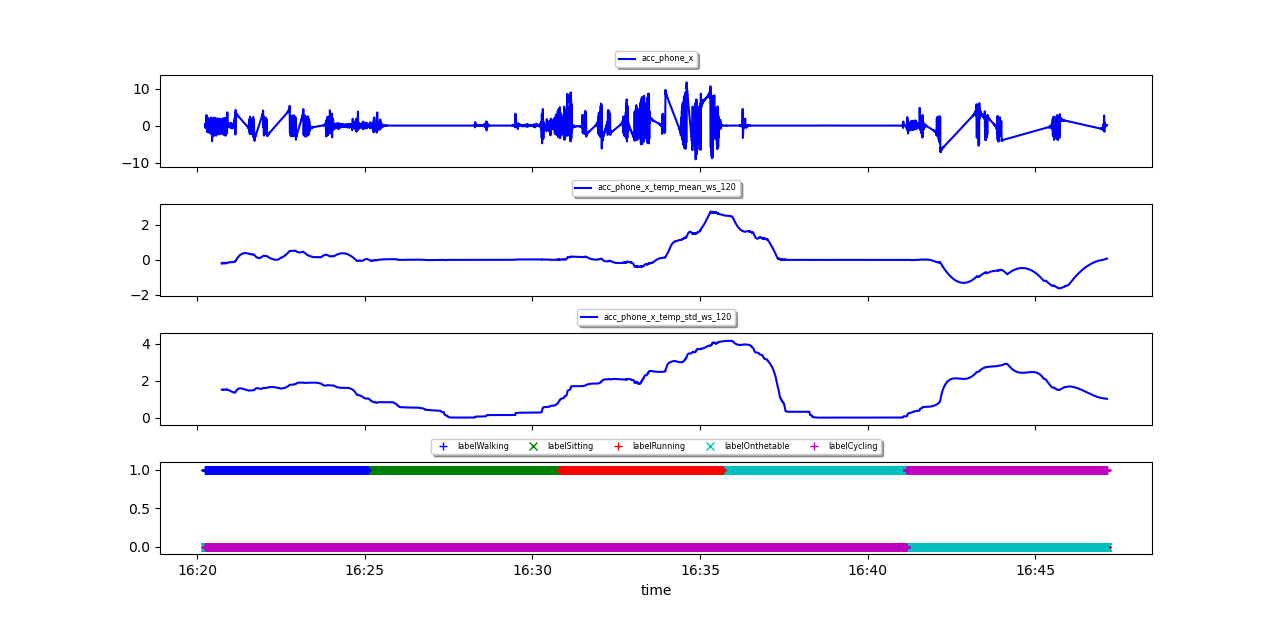 acc_phone_x
10
0
−10
acc_phone_x_temp_mean_ws_120
2
0
−2
acc_phone_x_temp_std_ws_120
4
2
0
labelWalking labelSitting labelRunning labelOnthetable labelCycling
1.0
0.5
0.0
16:20 16:25 16:30 16:35 16:40 16:45
time